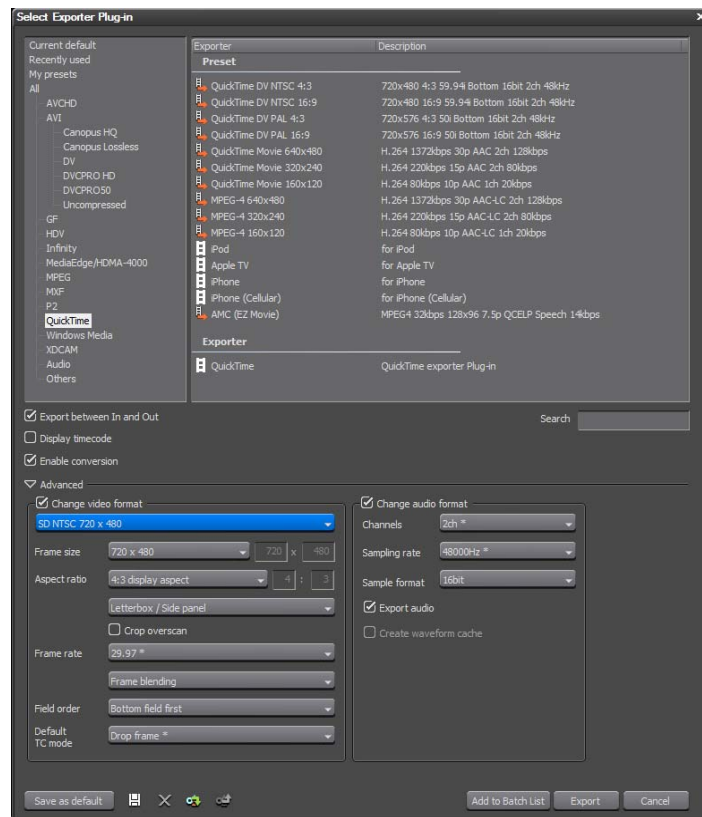 Select Exporter Plug-in
Current default
Recently used
My presets
All
AVCHD
AVI
Canopus HQ
Canopus Lossless
DV
DVCPRO HD
DVCPRO50
Uncompressed
GF
HDV
Infinity
MediaEdge/HDMA-4000
MPEG
MXF
P2
QuickTime
Windows Media
XDCAM
Audio
Others
Exporter Description
Preset
QuickTime DV NTSC 4:3 720x480 4:3 59.94i Bottom 16bit 2ch 48kHz
QuickTime DV NTSC 16:9 720x480 16:9 59.94i Bottom 16bit 2ch 48kHz
QuickTime DV PAL 4:3 720x576 4:3 50i Bottom 16bit 2ch 48kHz
QuickTime DV PAL 16:9 720x576 16:9 50i Bottom 16bit 2ch 48kHz
QuickTime Movie 640x480 H.264 1372kbps 30p AAC 2ch 128kbps
QuickTime Movie 320x240 H.264 220kbps 15p AAC 2ch 80kbps
QuickTime Movie 160x120 H.264 80kbps 10p AAC 1ch 20kbps
MPEG-4 640x480 H.264 1372kbps 30p AAC-LC 2ch 128kbps
MPEG-4 320x240 H.264 220kbps 15p AAC-LC 2ch 80kbps
MPEG-4 160x120 H.264 80kbps 10p AAC-LC 1ch 20kbps
iPod for iPod
Apple TV for Apple TV
iPhone for iPhone
iPhone (Cellular) for iPhone (Cellular)
AMC (EZ Movie) MPEG4 32kbps 128x96 7.5p QCELP Speech 14kbps
Exporter
QuickTime QuickTime exporter Plug-in
Export between In and Out
Search
Display timecode
Enable conversion
Advanced
Change video format
SD NTSC 720 x 480
Frame size 720 x 480 720 x 480
Aspect ratio 4:3 display aspect 4 : 3
Letterbox / Side panel
Crop overscan
Frame rate 29.97 *
Frame blending
Field order Bottom field first
Default
TC mode Drop frame *
Change audio format
Channels 2ch *
Sampling rate 48000Hz *
Sample format 16bit
Export audio
Create waveform cache
Save as default
Add to Batch List Export Cancel